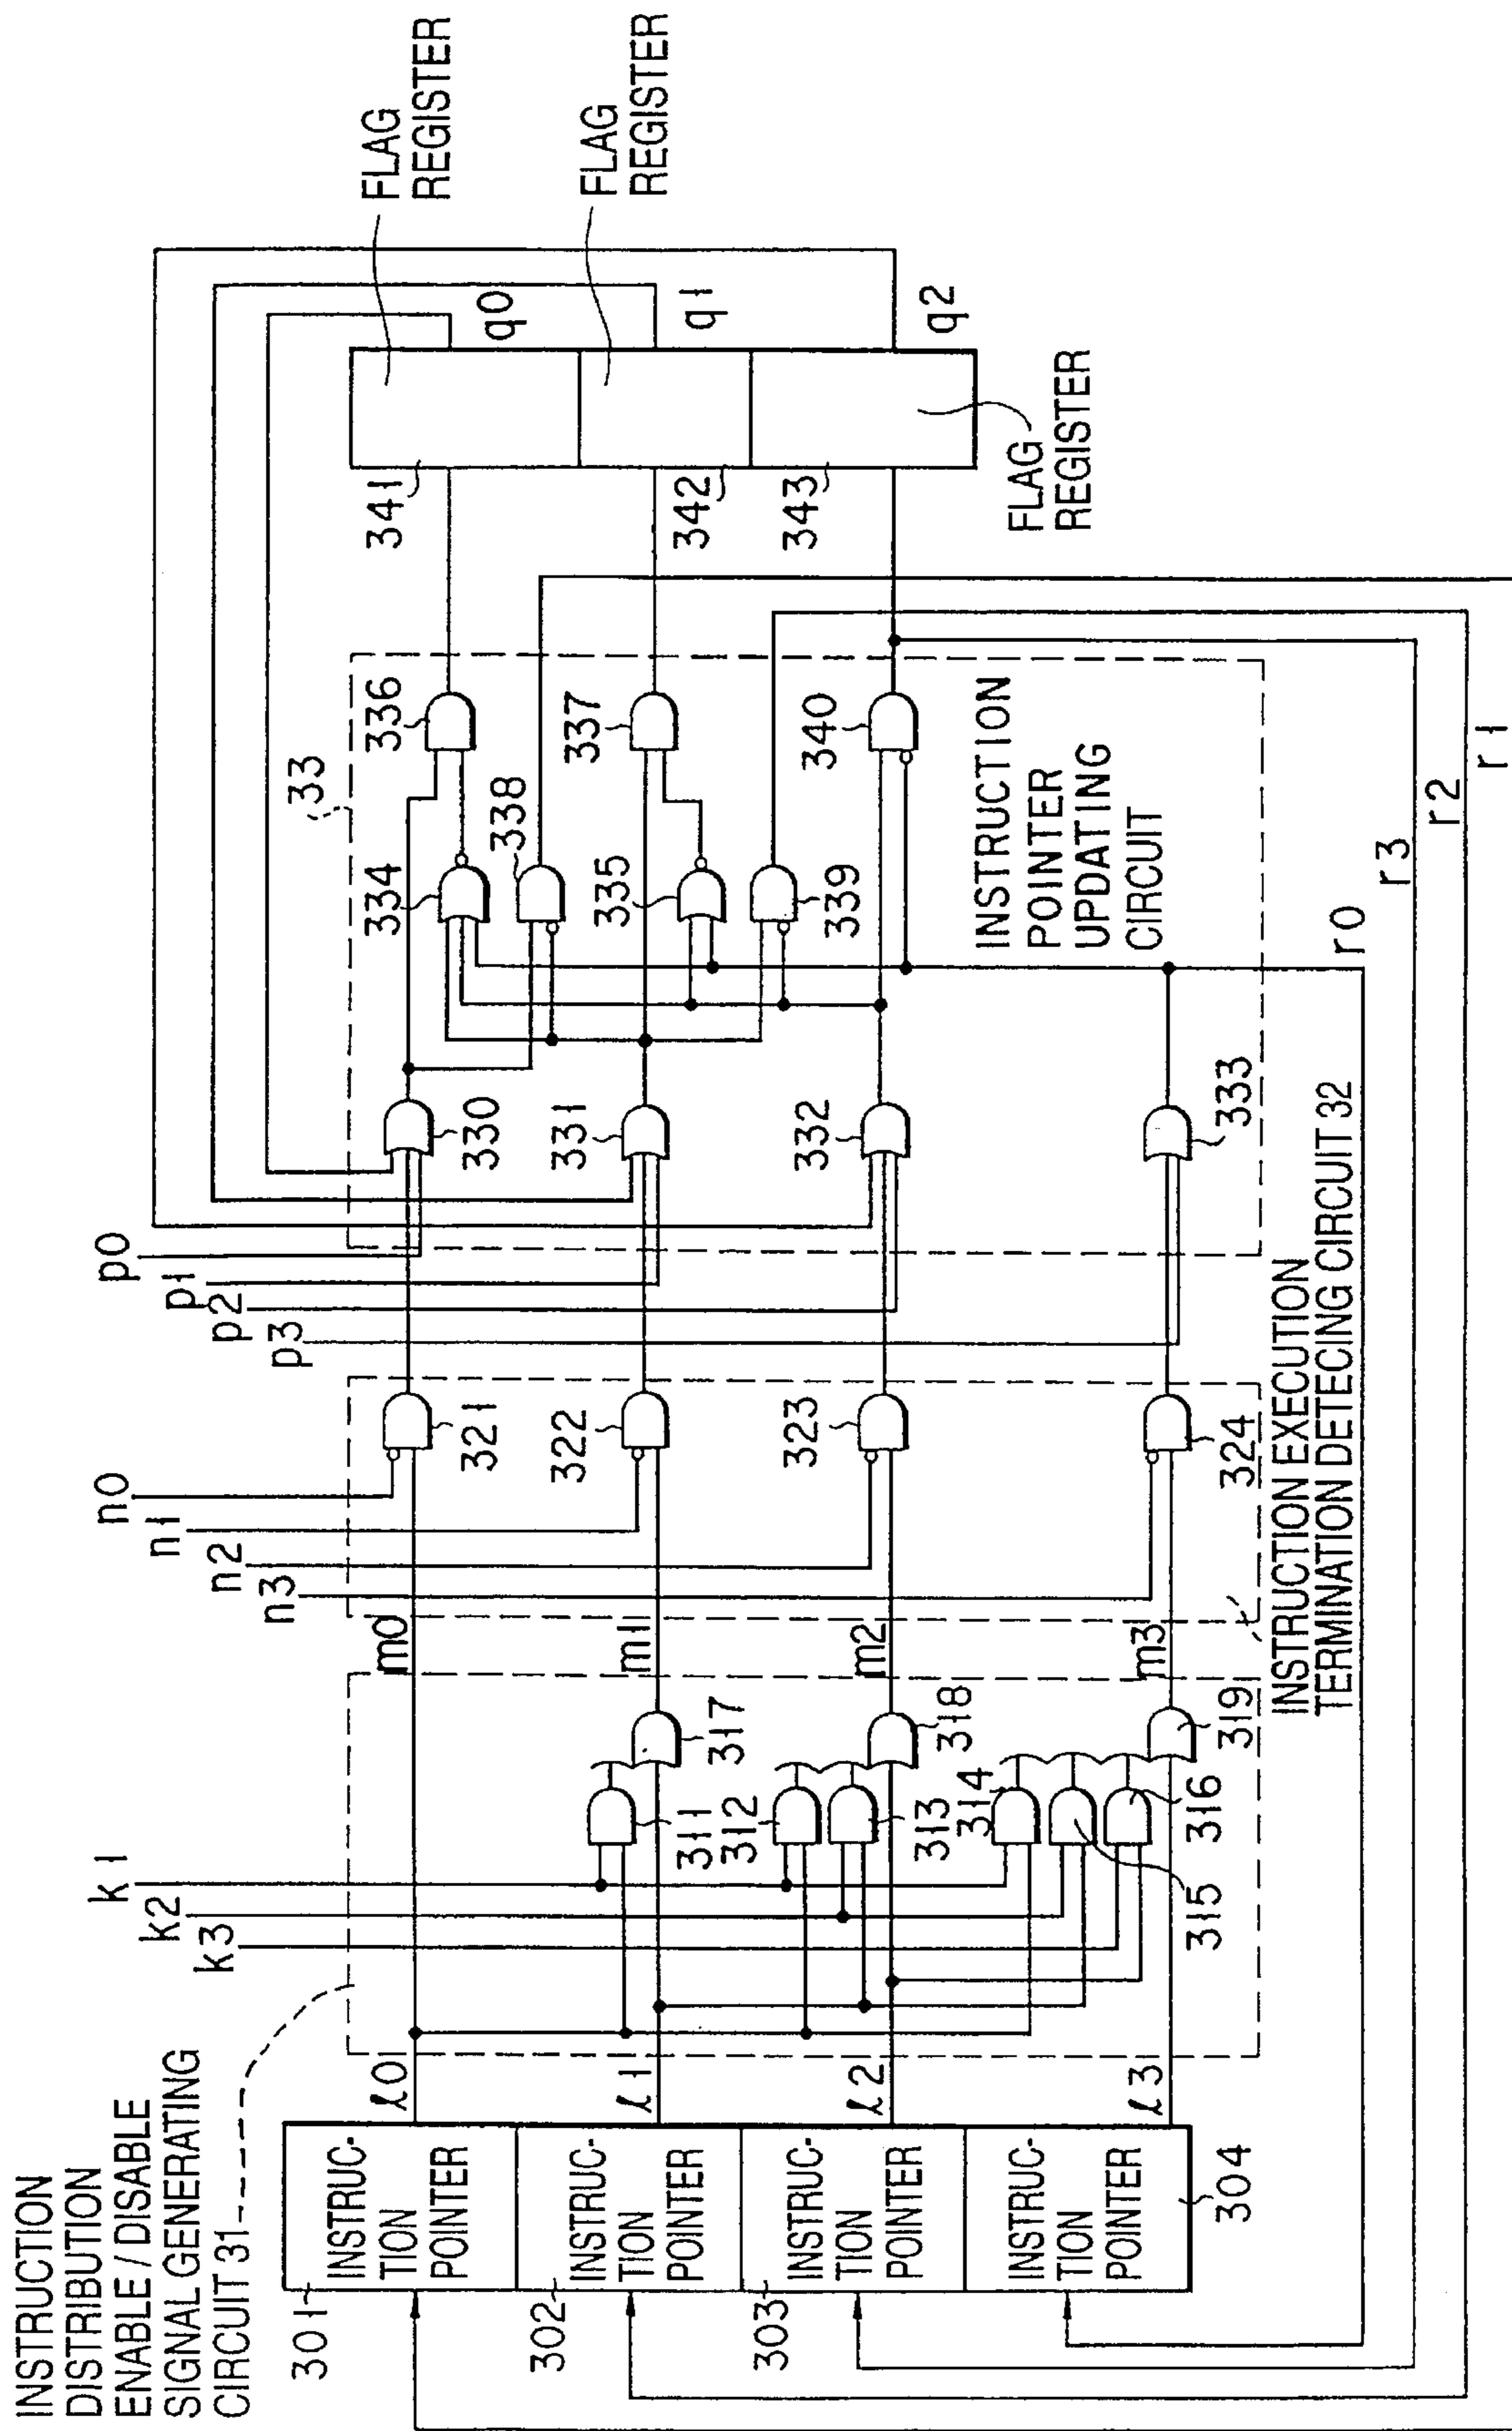 INSTRUCTION
DISTRIBUTION
ENABLE / DISABLE
SIGNAL GENERATING
CIRCUIT 31
301
INSTRUC-
TION
POINTER
302
INSTRUC-
TION
POINTER
303
INSTRUC-
TION
POINTER
INSTRUC-
TION
POINTER
304
ℓ0
ℓ1
ℓ2
ℓ3
k1
k2
k3
311
312
313
314
315
316
317
318
319
m0
m1
m2
m3
n0
n1
n2
n3
321
322
323
324
INSTRUCTION EXECUTION
TERMINATION DETECING CIRCUIT 32
p0
p1
p2
p3
33
330
331
332
333
334
335
336
337
338
339
340
INSTRUCTION
POINTER
UPDATING
CIRCUIT
r0
r3
r2
r1
341
342
343
q0
q1
q2
FLAG
REGISTER
FLAG
REGISTER
FLAG
REGISTER